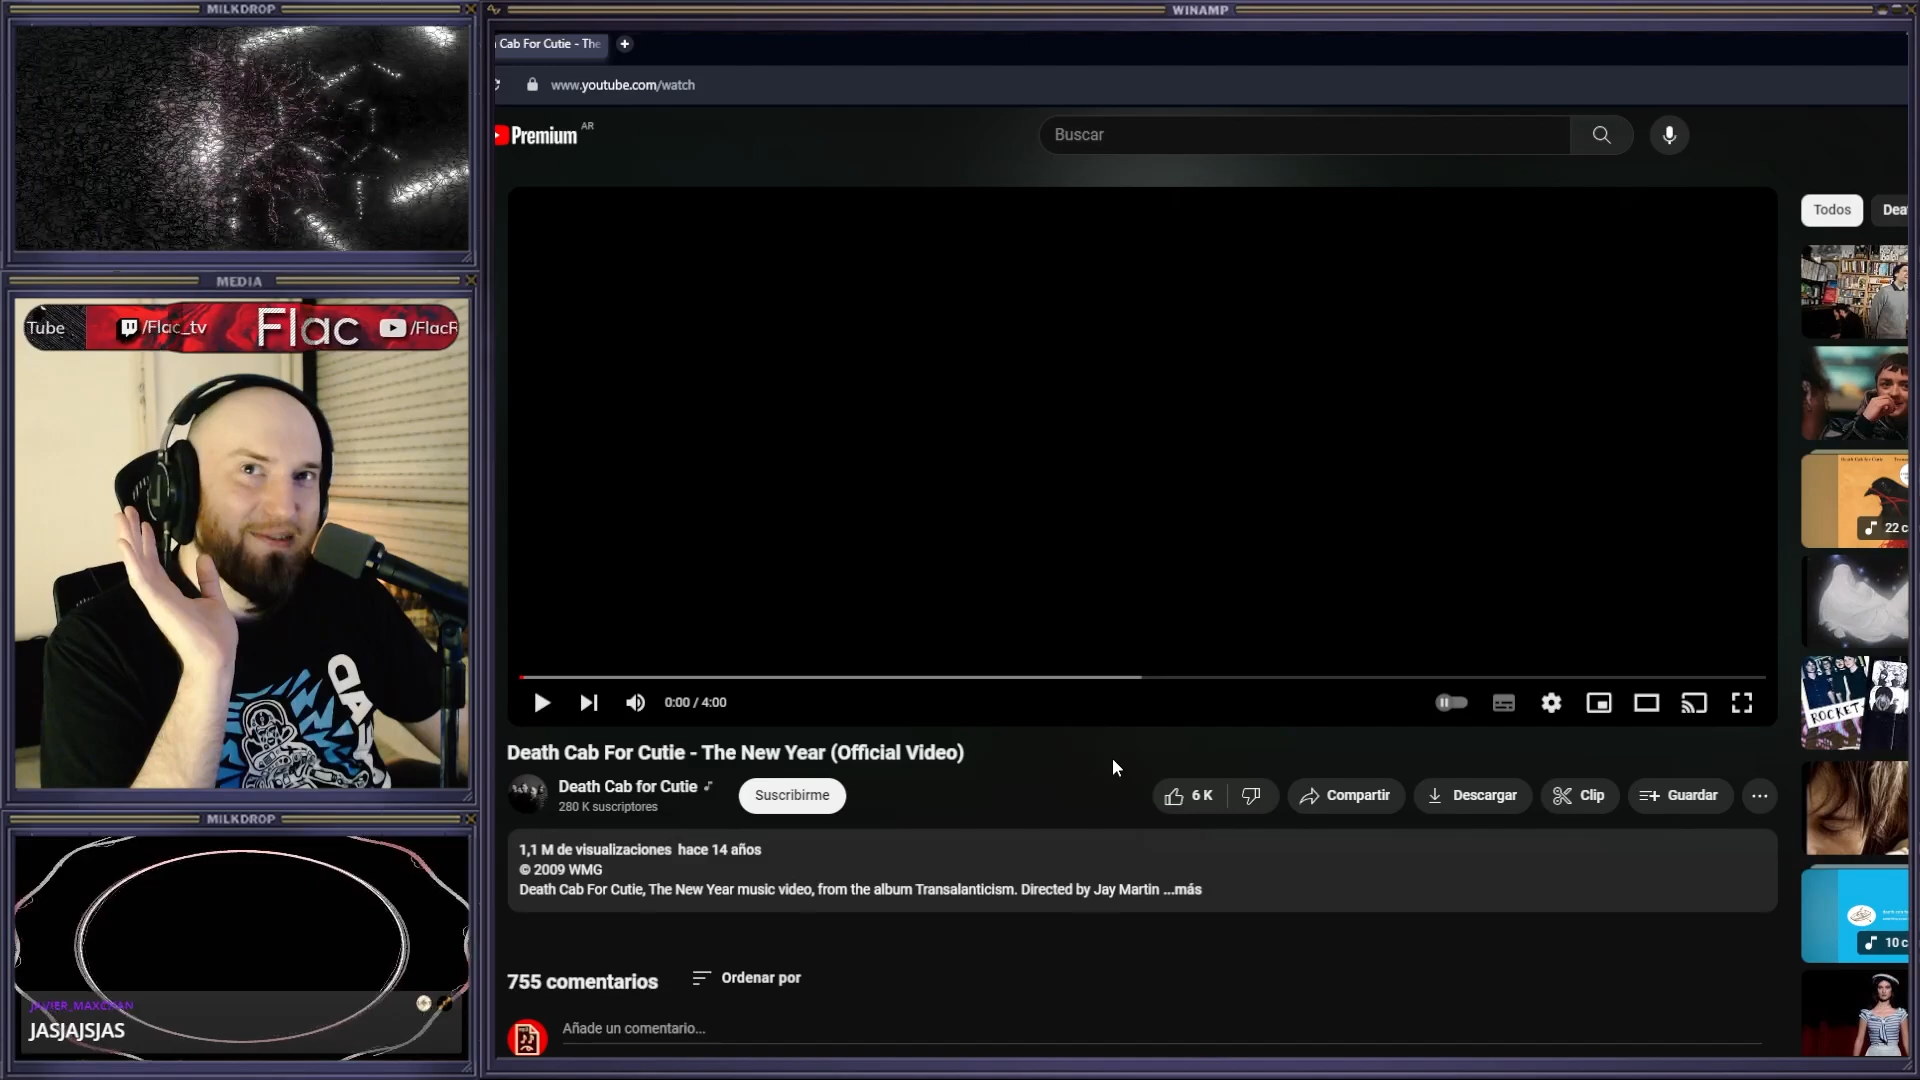 MILKDROP
WINAMP
Cab For Cutie - The
www.youtube.com/watch
Premium AR
Buscar
Todos
MEDIA
Tube
/Flac_tv
Flac
/FlacR
22 c
ROCKET
0:00 / 4:00
Death Cab For Cutie - The New Year (Official Video)
Death Cab for Cutie
280 K suscriptores
Suscribirme
6 K
Compartir
Descargar
Clip
Guardar
1,1 M de visualizaciones hace 14 años
© 2009 WMG
Death Cab For Cutie, The New Year music video, from the album Transalanticism. Directed by Jay Martin ...más
755 comentarios
Ordenar por
Añade un comentario...
10 c
MILKDROP
JAVIER_MAXCHAN
JASJAJSJAS